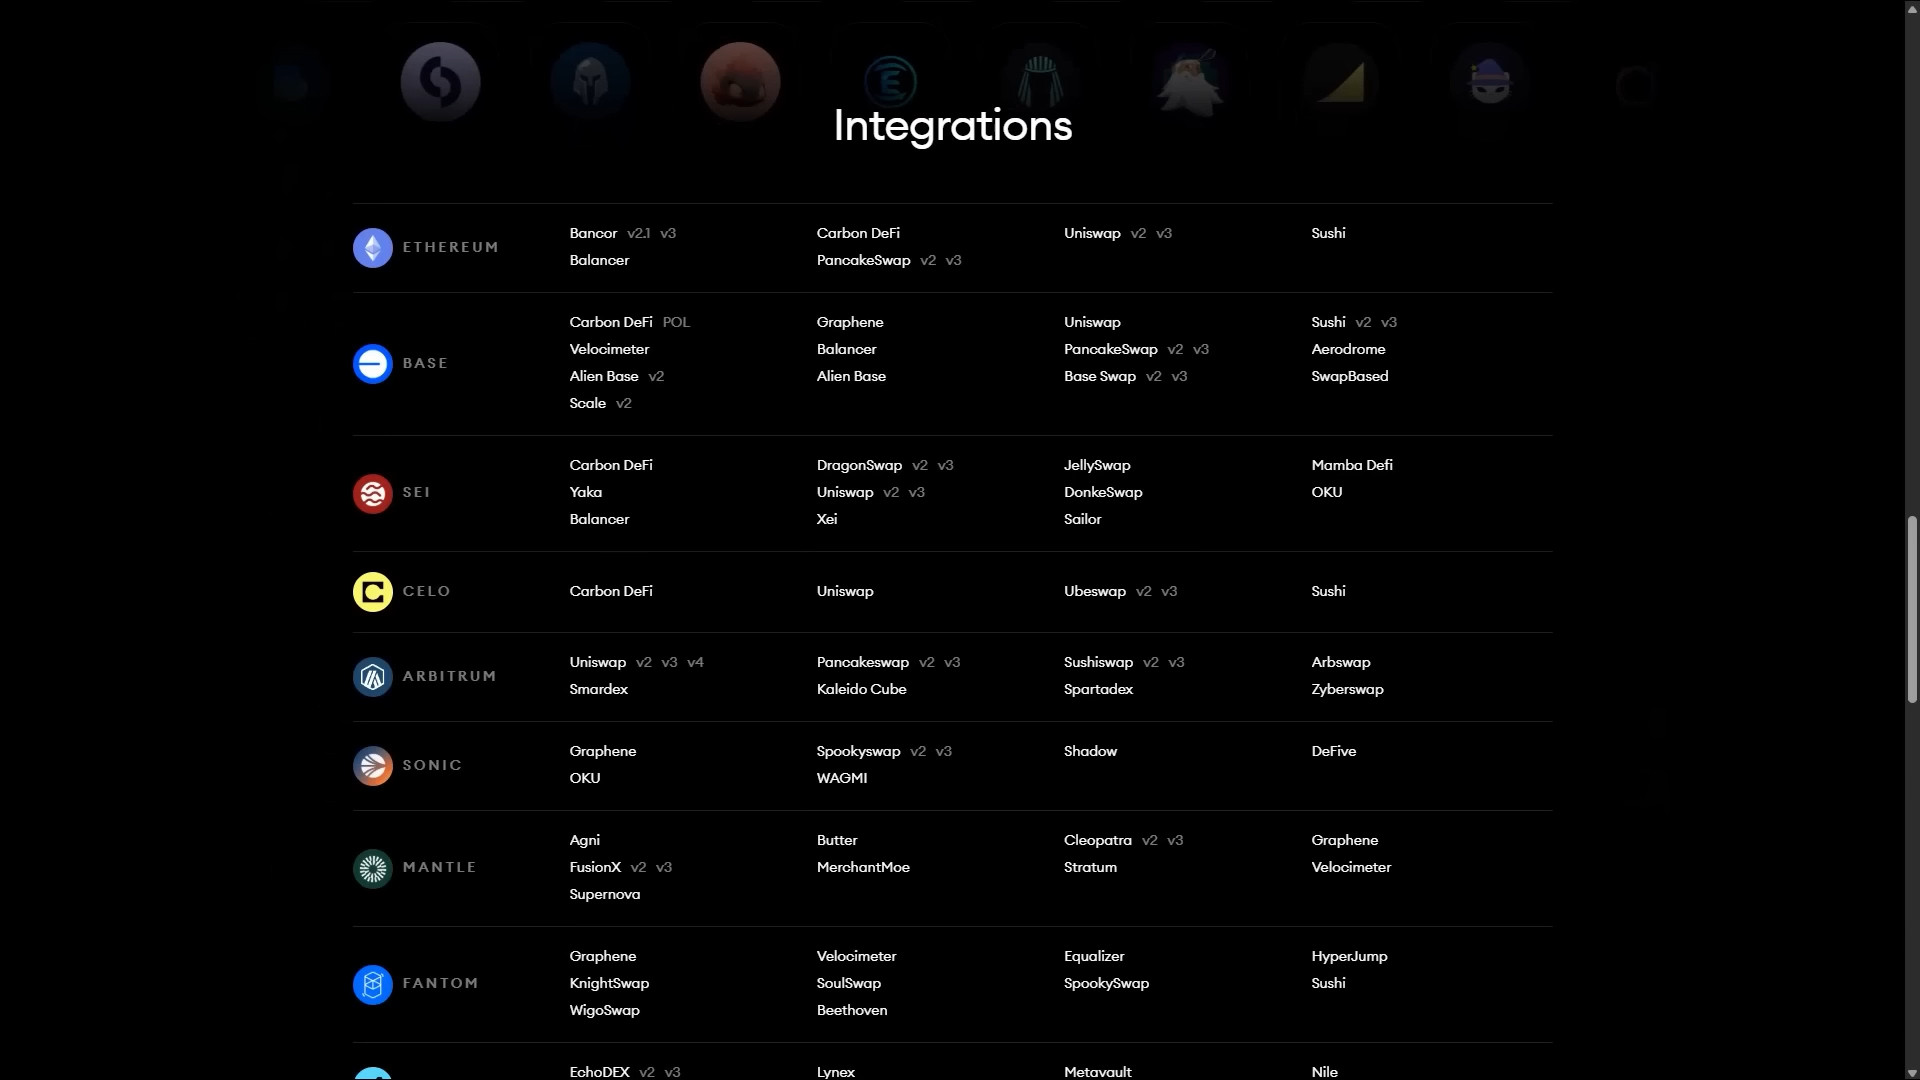 Integrations
ETHEREUM
Bancor v2.1 v3
Carbon DeFi
Uniswap v2 v3
Sushi
Balancer
PancakeSwap v2 v3
BASE
Carbon DeFi POL
Graphene
Uniswap
Sushi v2 v3
Velocimeter
Balancer
PancakeSwap v2 v3
Aerodrome
Alien Base v2
Alien Base
Base Swap v2 v3
SwapBased
Scale v2
SEI
Carbon DeFi
DragonSwap v2 v3
JellySwap
Mamba Defi
Yaka
Uniswap v2 v3
DonkeSwap
OKU
Balancer
Xei
Sailor
CELO
Carbon DeFi
Uniswap
Ubeswap v2 v3
Sushi
ARBITRUM
Uniswap v2 v3 v4
Pancakeswap v2 v3
Sushiswap v2 v3
Arbswap
Smardex
Kaleido Cube
Spartadex
Zyberswap
SONIC
Graphene
Spookyswap v2 v3
Shadow
DeFive
OKU
WAGMI
MANTLE
Agni
Butter
Cleopatra v2 v3
Graphene
FusionX v2 v3
MerchantMoe
Stratum
Velocimeter
Supernova
FANTOM
Graphene
Velocimeter
Equalizer
HyperJump
KnightSwap
SoulSwap
SpookySwap
Sushi
WigoSwap
Beethoven
EchoDEX v2 v3
Lynex
Metavault
Nile